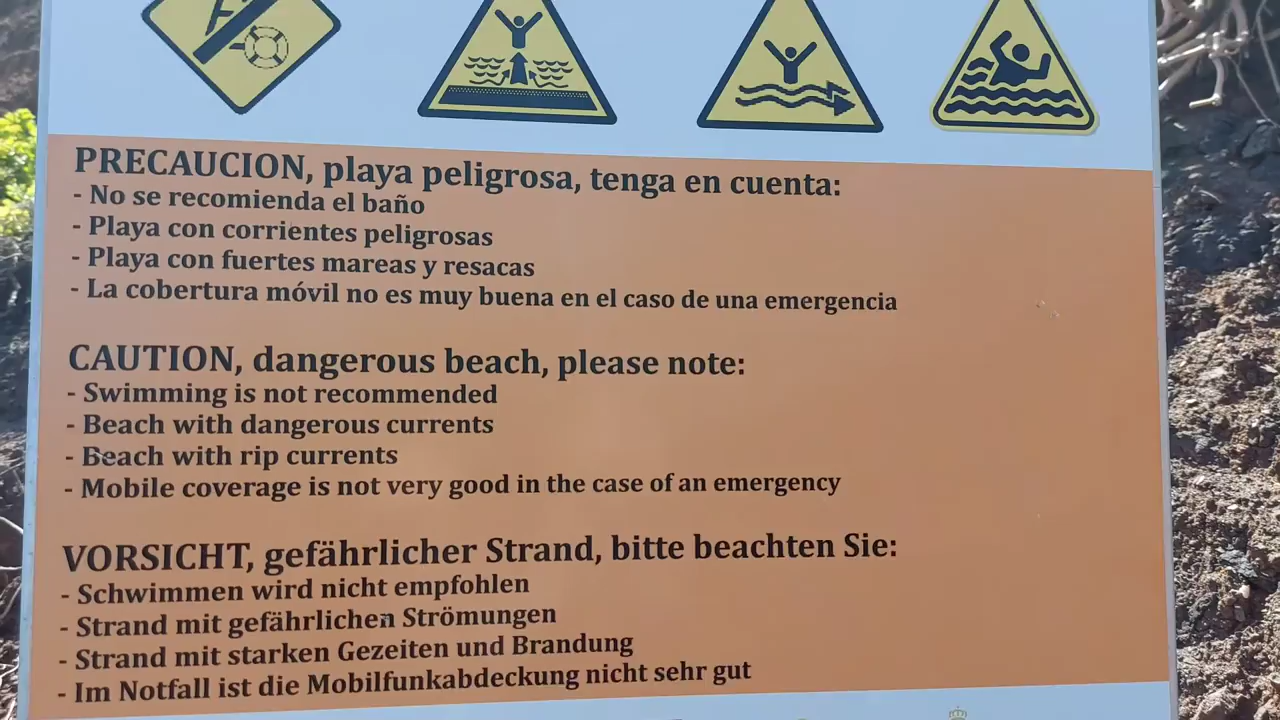 PRECAUCION, playa peligrosa, tenga en cuenta:
- No se recomienda el baño
- Playa con corrientes peligrosas
- Playa con fuertes mareas y resacas
- La cobertura móvil no es muy buena en el caso de una emergencia
CAUTION, dangerous beach, please note:
- Swimming is not recommended
- Beach with dangerous currents
- Beach with rip currents
- Mobile coverage is not very good in the case of an emergency
VORSICHT, gefährlicher Strand, bitte beachten Sie:
- Schwimmen wird nicht empfohlen
- Strand mit gefährlichen Strömungen
- Strand mit starken Gezeiten und Brandung
- Im Notfall ist die Mobilfunkabdeckung nicht sehr gut